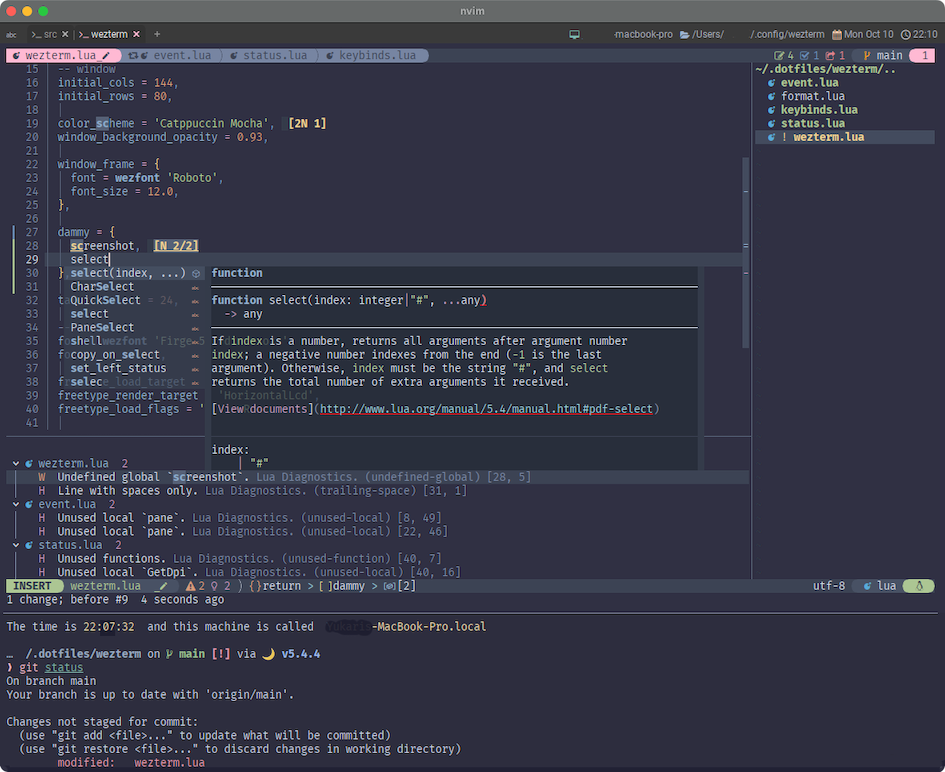 nvim
abc >_ src × >_ wezterm × +
-macbook-pro /Users/ /.config/wezterm Mon Oct 10 22:10
wezterm.lua event.lua status.lua keybinds.lua
4 1 1 main 1
15 -- window
16 initial_cols = 144,
17 initial_rows = 80,
18
19 color_scheme = 'Catppuccin Mocha', [2N 1]
20 window_background_opacity = 0.93,
21
22 window_frame = {
23 font = wezfont 'Roboto',
24 font_size = 12.0,
25 },
26
27 dammy = {
28 screenshot, [N 2/2]
29 select
30 },
31
32 = 24,
33
34 --
35 wezfont
36
37
38
39 freetype_render_target 'HorizontalLcd',
40 freetype_load_flags = '
41
select(index, ...)
CharSelect
QuickSelect
select
PaneSelect
shell
copy_on_select
set_left_status
selec
function
function select(index: integer|"#", ...any)
-> any
If index is a number, returns all arguments after argument number
index; a negative number indexes from the end (-1 is the last
argument). Otherwise, index must be the string "#", and select
returns the total number of extra arguments it received.
[View documents](http://www.lua.org/manual/5.4/manual.html#pdf-select)
index:
| "#"
~/.dotfiles/wezterm/..
event.lua
format.lua
keybinds.lua
status.lua
! wezterm.lua
wezterm.lua 2
W Undefined global `screenshot`. Lua Diagnostics. (undefined-global) [28, 5]
H Line with spaces only. Lua Diagnostics. (trailing-space) [31, 1]
event.lua 2
H Unused local `pane`. Lua Diagnostics. (unused-local) [8, 49]
H Unused local `pane`. Lua Diagnostics. (unused-local) [22, 46]
status.lua 2
H Unused functions. Lua Diagnostics. (unused-function) [40, 7]
H Unused local `GetDpi`. Lua Diagnostics. (unused-local) [40, 16]
INSERT wezterm.lua 2 2 ) {}return > [ ]dammy > [2] utf-8 lua
1 change; before #9 4 seconds ago
The time is 22:07:32 and this machine is called -MacBook-Pro.local
… /.dotfiles/wezterm on main [!] via v5.4.4
❯ git status
On branch main
Your branch is up to date with 'origin/main'.
Changes not staged for commit:
(use "git add <file>..." to update what will be committed)
(use "git restore <file>..." to discard changes in working directory)
modified: wezterm.lua